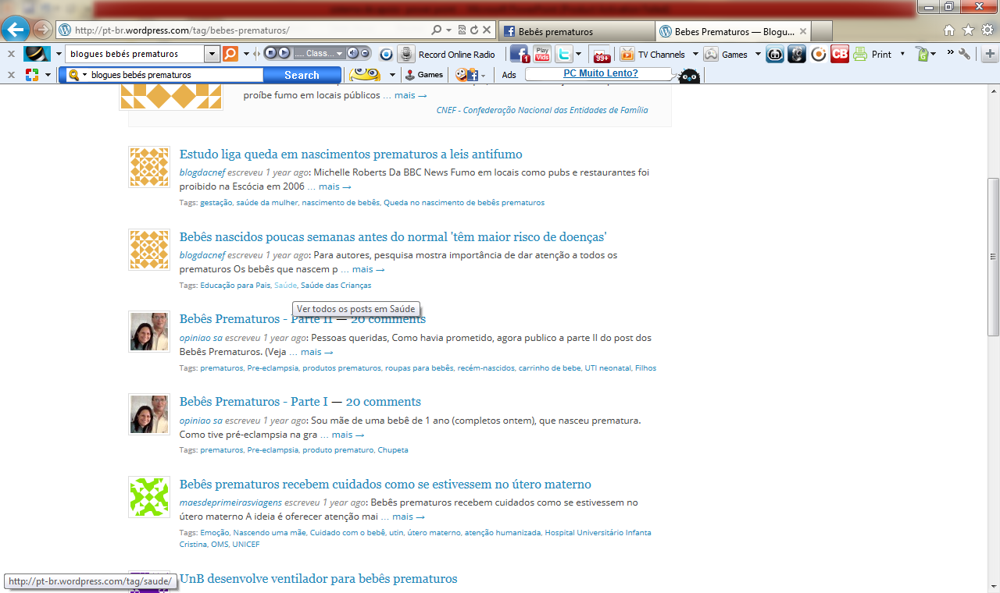 http://pt-br.wordpress.com/tag/bebes-prematuros/
Bebês prematuros
Bebes Prematuros — Blogu...
blogues bebés prematuros
..... Class...
Record Online Radio
1
Play Vids
99+
TV Channels
Games
CB
Print
blogues bebés prematuros
Search
Games
Ads
PC Muito Lento?
proíbe fumo em locais públicos … mais →
CNEF - Confederação Nacional das Entidades de Família
Estudo liga queda em nascimentos prematuros a leis antifumo
blogdacnef escreveu 1 year ago: Michelle Roberts Da BBC News Fumo em locais como pubs e restaurantes foi
proibido na Escócia em 2006 … mais →
Tags: gestação, saúde da mulher, nascimento de bebês, Queda no nascimento de bebês prematuros
Bebês nascidos poucas semanas antes do normal 'têm maior risco de doenças'
blogdacnef escreveu 1 year ago: Para autores, pesquisa mostra importância de dar atenção a todos os
prematuros Os bebês que nascem p … mais →
Tags: Educação para Pais, Saúde, Saúde das Crianças
Ver todos os posts em Saúde
Bebês Prematuros - Parte II — 20 comments
opiniao sa escreveu 1 year ago: Pessoas queridas, Como havia prometido, agora publico a parte II do post dos
Bebês Prematuros. (Veja … mais →
Tags: prematuros, Pre-eclampsia, produtos prematuros, roupas para bebês, recém-nascidos, carrinho de bebe, UTI neonatal, Filhos
Bebês Prematuros - Parte I — 20 comments
opiniao sa escreveu 1 year ago: Sou mãe de uma bebê de 1 ano (completos ontem), que nasceu prematura.
Como tive pré-eclampsia na gra … mais →
Tags: prematuros, Pre-eclampsia, produto prematuro, Chupeta
Bebês prematuros recebem cuidados como se estivessem no útero materno
maesdeprimeirasviagens escreveu 1 year ago: Bebês prematuros recebem cuidados como se estivessem no
útero materno A ideia é oferecer atenção mai … mais →
Tags: Emoção, Nascendo uma mãe, Cuidado com o bebê, utin, útero materno, atenção humanizada, Hospital Universitário Infanta
Cristina, OMS, UNICEF
UnB desenvolve ventilador para bebês prematuros
http://pt-br.wordpress.com/tag/saude/